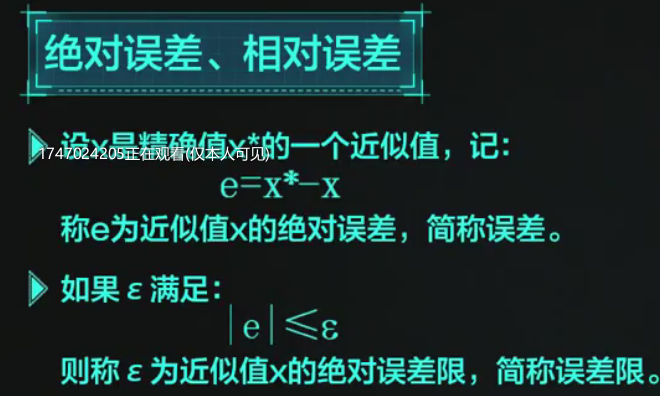 绝对误差、相对误差
设x是精确值x*的一个近似值，记：
1747024205正在观看(仅本人可见)
e=x*-x
称e为近似值x的绝对误差，简称误差。
如果 ε 满足：
|e|≤ε
则称 ε 为近似值x的绝对误差限，简称误差限。